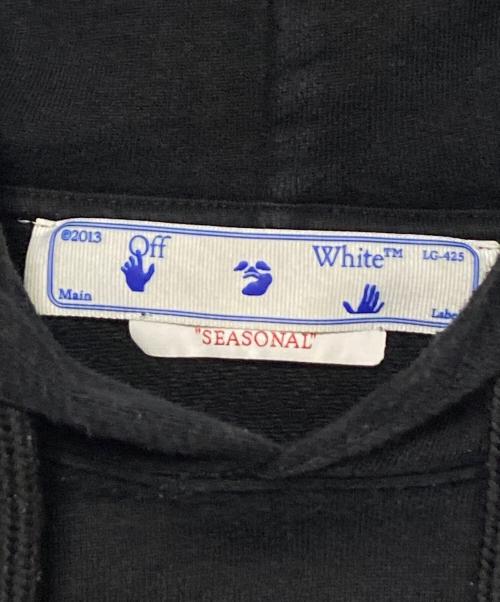 ©2013 Off White™ LG-425
Main Label
"SEASONAL"